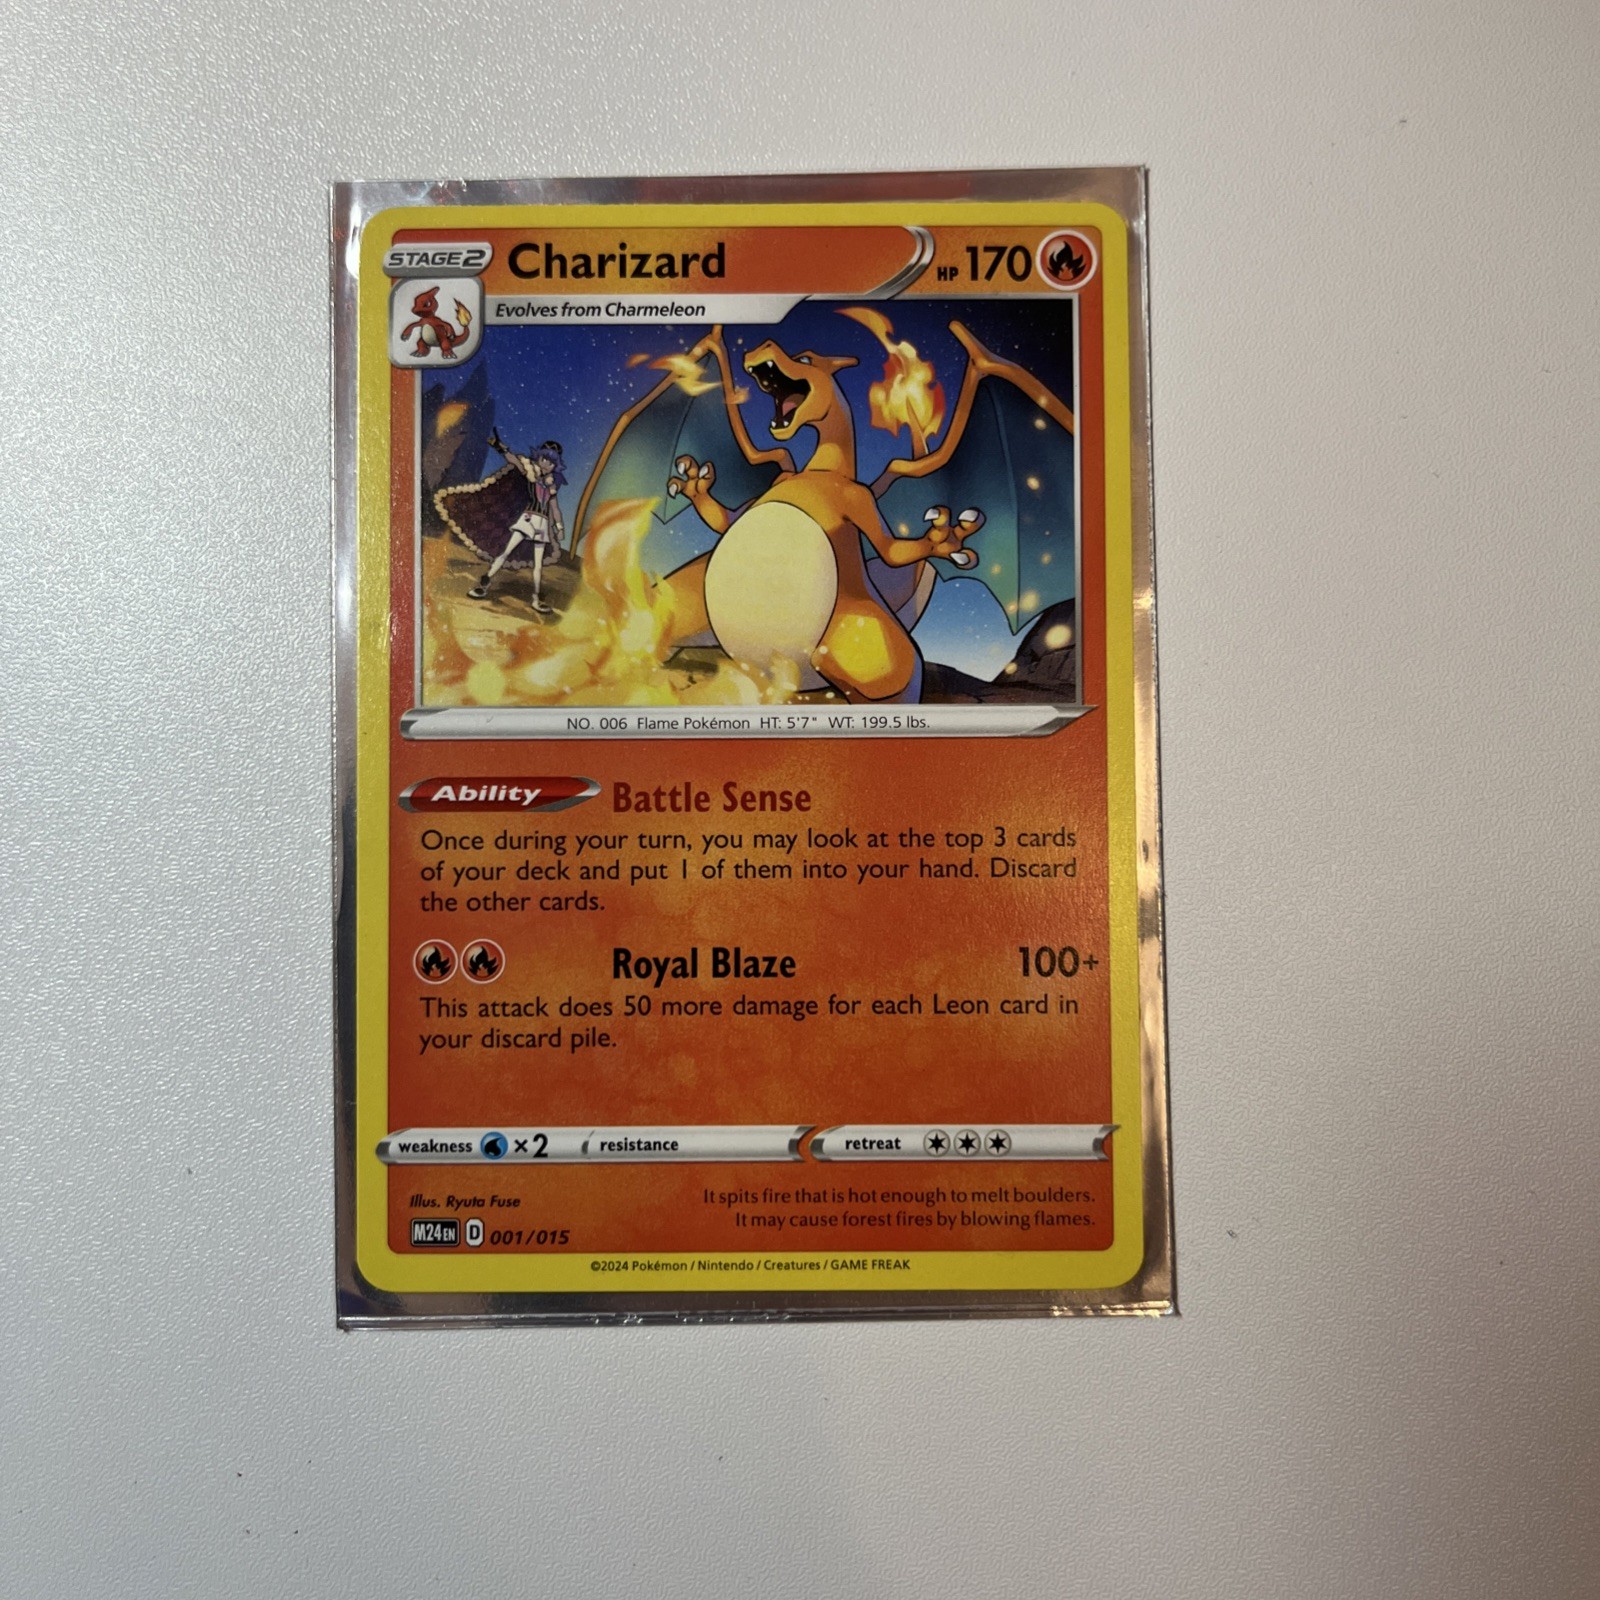 STAGE 2 Charizard HP 170
Evolves from Charmeleon
NO. 006 Flame Pokémon HT: 5'7" WT: 199.5 lbs.
Ability Battle Sense
Once during your turn, you may look at the top 3 cards
of your deck and put 1 of them into your hand. Discard
the other cards.
Royal Blaze 100+
This attack does 50 more damage for each Leon card in
your discard pile.
weakness ×2 resistance retreat
Illus. Ryuta Fuse
It spits fire that is hot enough to melt boulders.
It may cause forest fires by blowing flames.
M24 EN D 001/015
©2024 Pokémon / Nintendo / Creatures / GAME FREAK